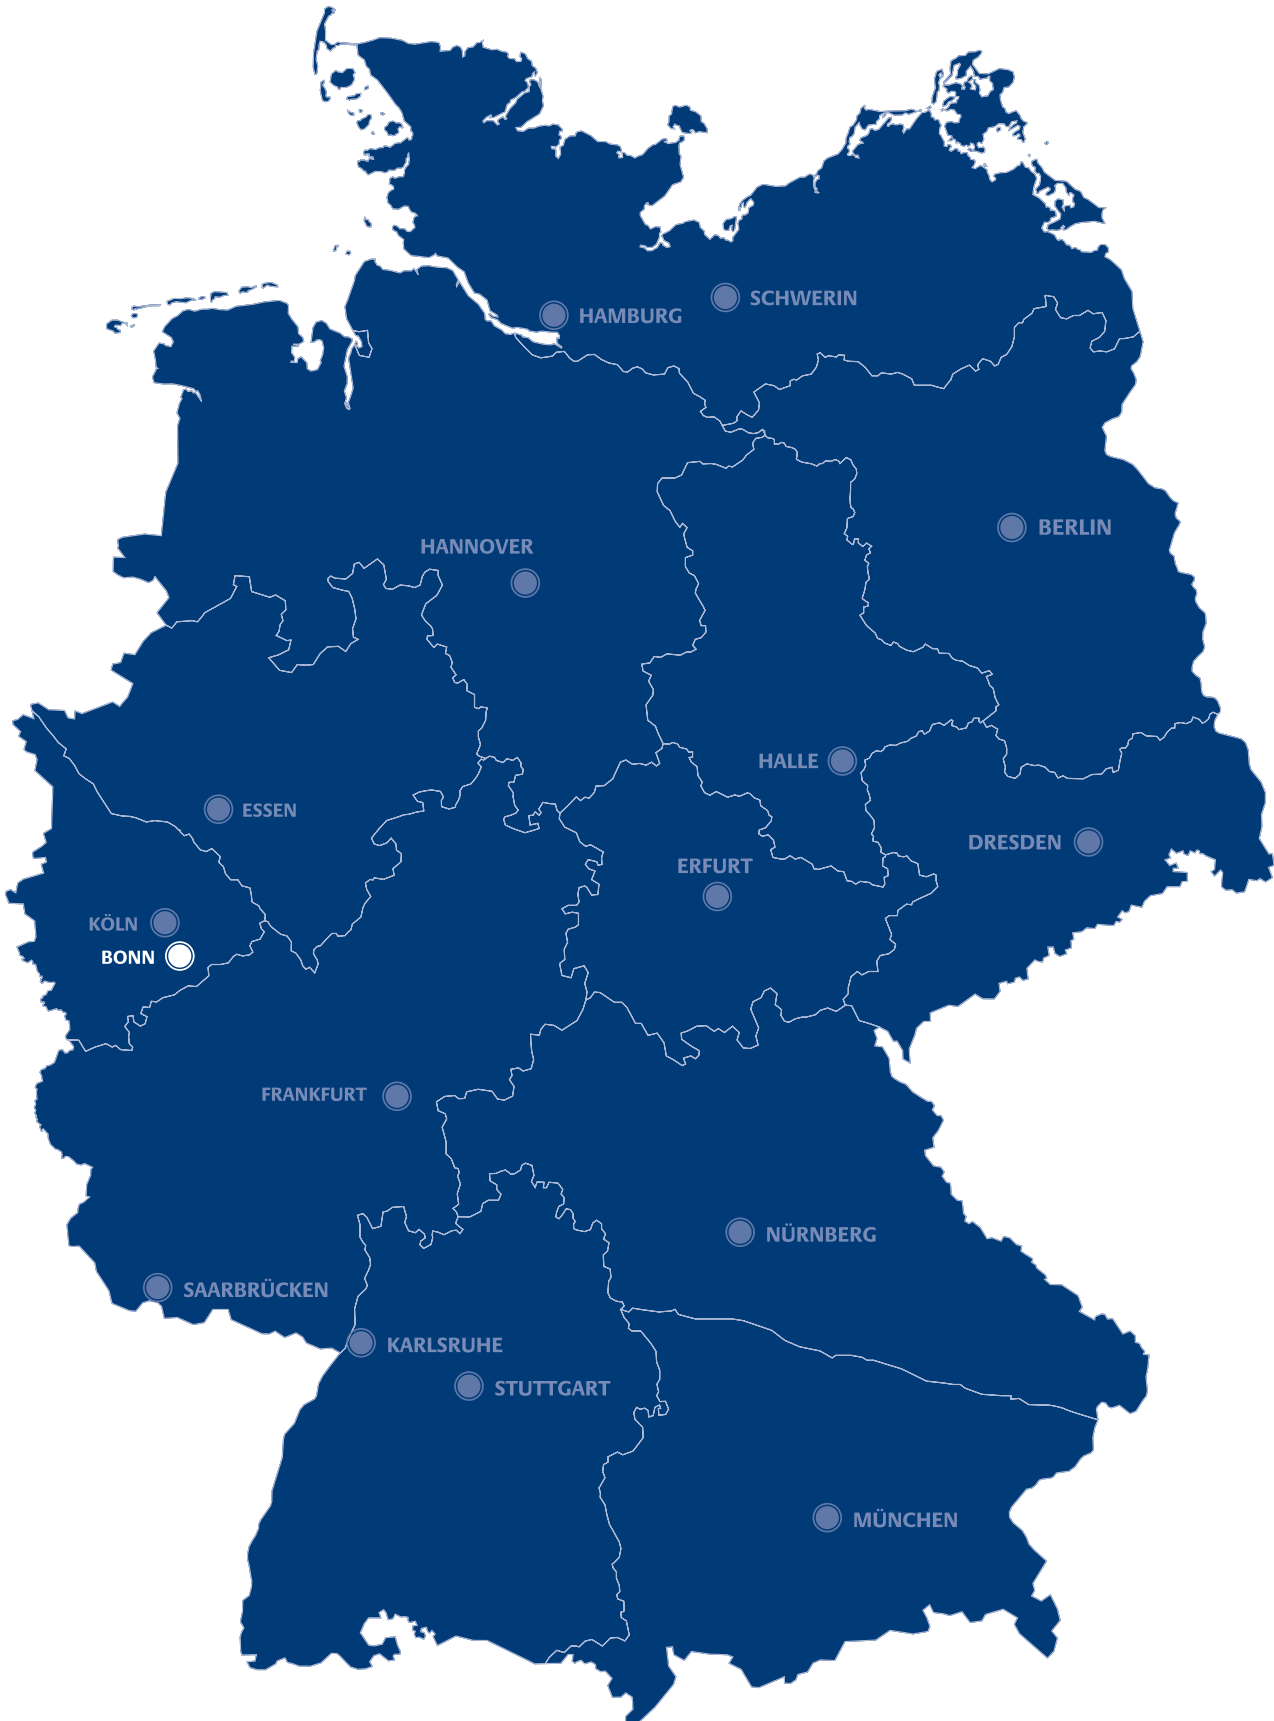 SCHWERIN
HAMBURG
BERLIN
HANNOVER
HALLE
ESSEN
DRESDEN
ERFURT
KÖLN
BONN
FRANKFURT
NÜRNBERG
SAARBRÜCKEN
KARLSRUHE
STUTTGART
MÜNCHEN